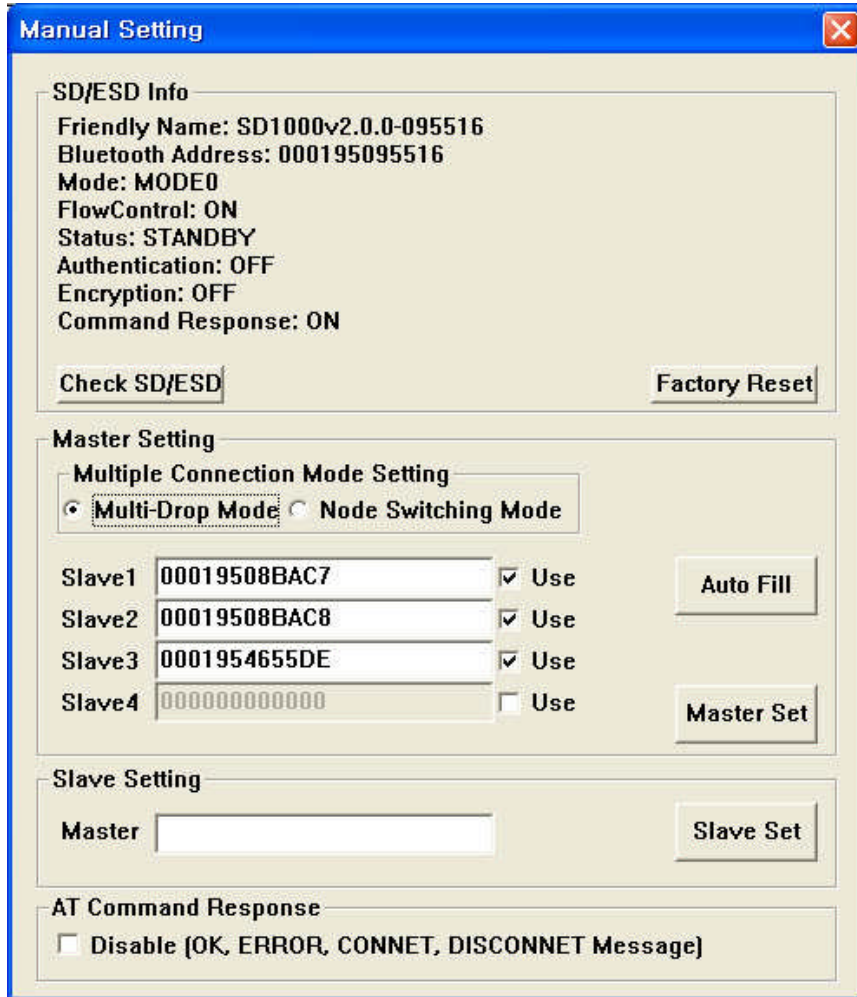 Manual Setting
SD/ESD Info
Friendly Name: SD1000v2.0.0-095516
Bluetooth Address: 000195095516
Mode: MODE0
FlowControl: ON
Status: STANDBY
Authentication: OFF
Encryption: OFF
Command Response: ON
Check SD/ESD Factory Reset
Master Setting
Multiple Connection Mode Setting
Multi-Drop Mode Node Switching Mode
Slave1 00019508BAC7 Use
Auto Fill
Slave2 00019508BAC8 Use
Slave3 0001954655DE Use
Slave4 000000000000 Use
Master Set
Slave Setting
Master Slave Set
AT Command Response
Disable (OK, ERROR, CONNET, DISCONNET Message)